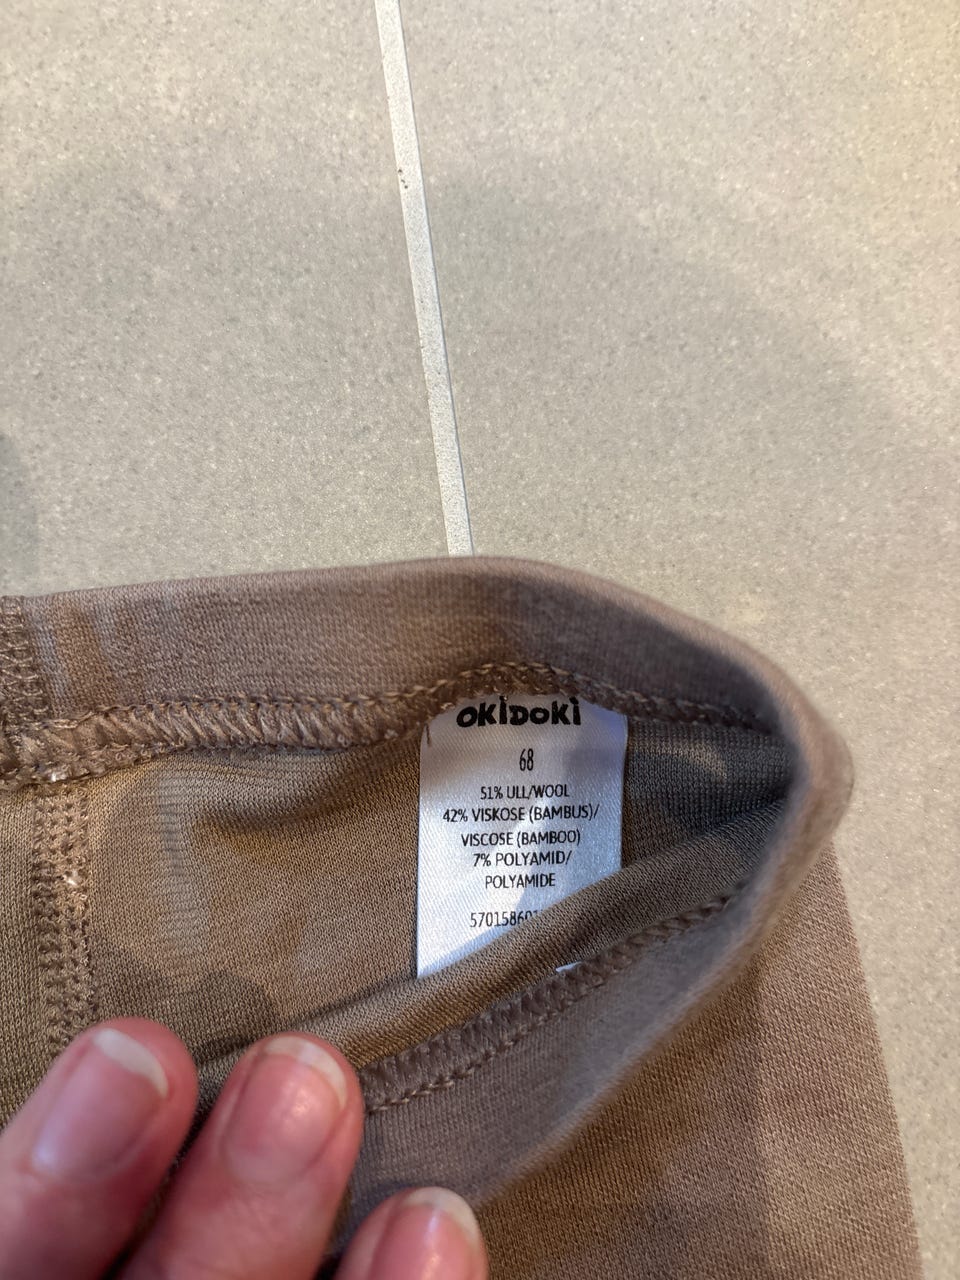 OKIDOKI
68
51% ULL/WOOL
42% VISKOSE (BAMBUS)/
VISCOSE (BAMBOO)
7% POLYAMID/
POLYAMIDE